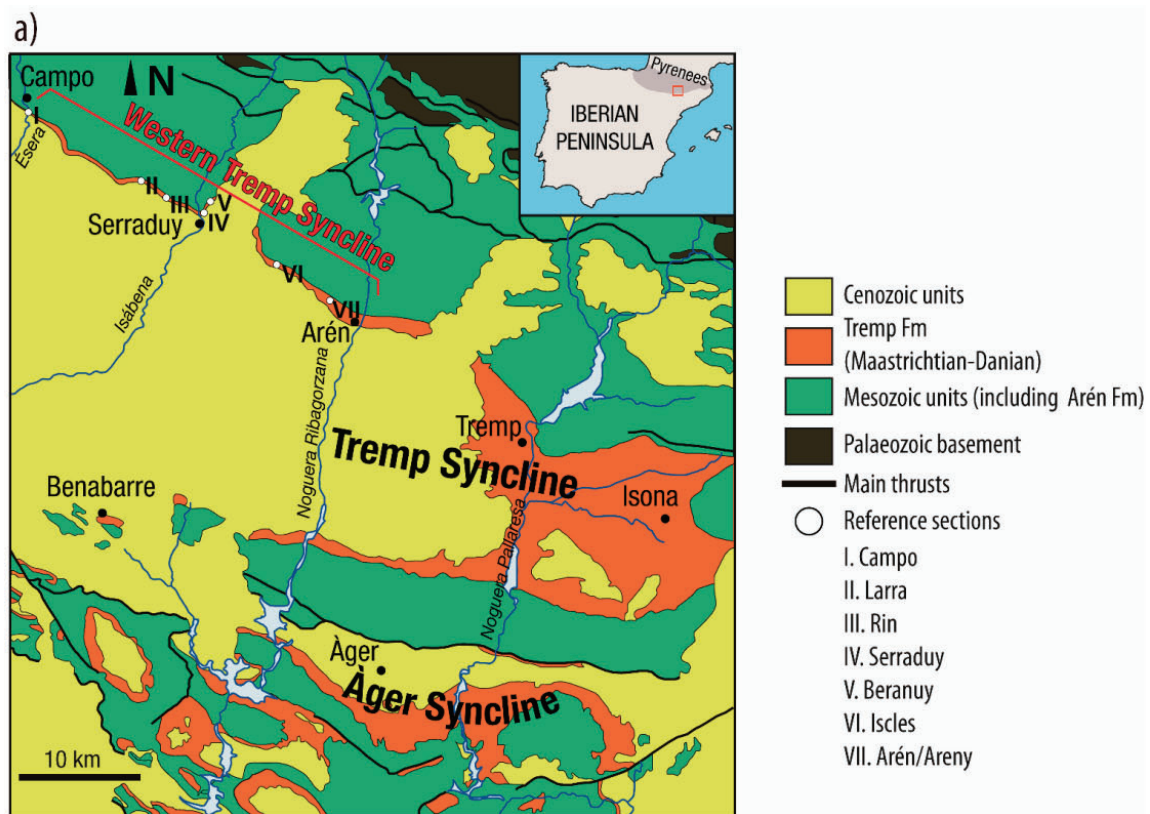 a)
Campo
N
Pyrenees
IBERIAN
PENINSULA
I
Ésera
Western Tremp Syncline
II
III
V
IV
Serraduy
Isábena
VI
VII
Arén
Noguera Ribagorzana
Tremp
Tremp Syncline
Isona
Benabarre
Noguera Pallaresa
Àger
Àger Syncline
10 km
Cenozoic units
Tremp Fm
(Maastrichtian-Danian)
Mesozoic units (including Arén Fm)
Palaeozoic basement
Main thrusts
Reference sections
I. Campo
II. Larra
III. Rin
IV. Serraduy
V. Beranuy
VI. Iscles
VII. Arén/Areny